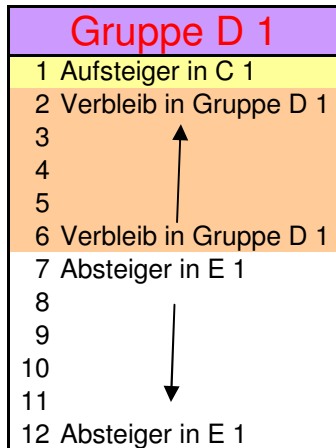 Gruppe D 1
1 Aufsteiger in C 1
2 Verbleib in Gruppe D 1
3
4
5
6 Verbleib in Gruppe D 1
7 Absteiger in E 1
8
9
10
11
12 Absteiger in E 1